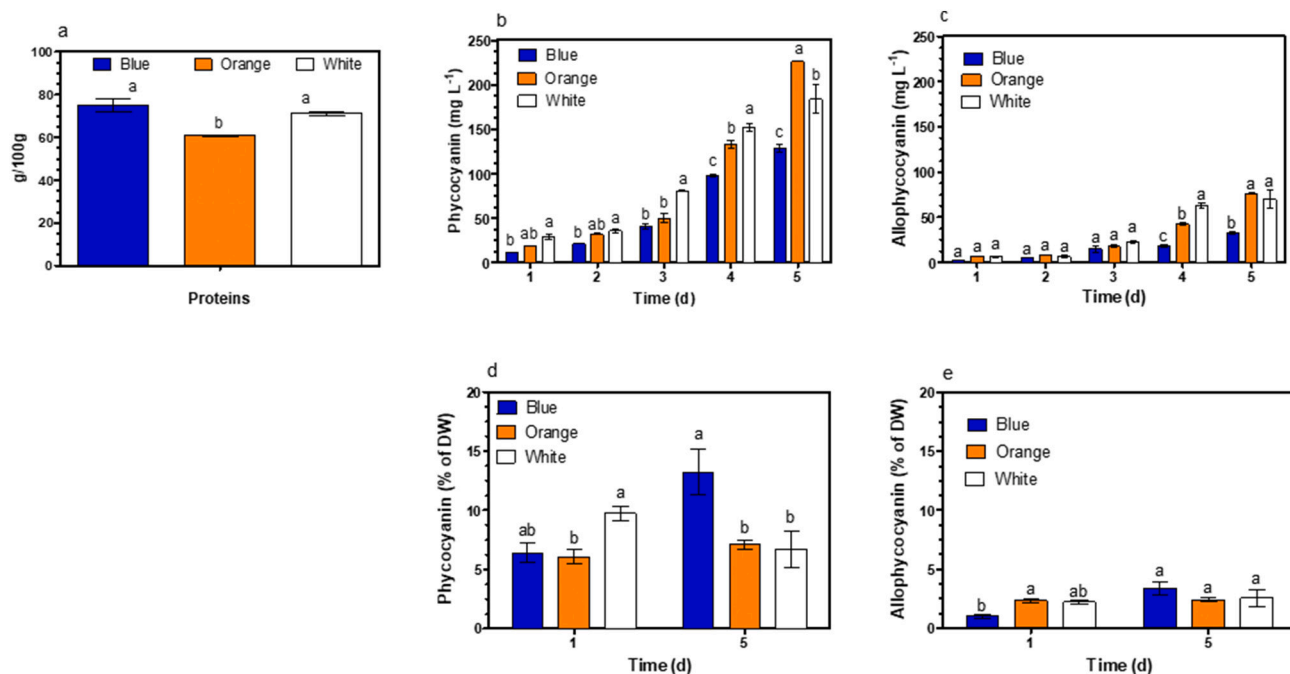 a
100
80
60
40
20
0
g/100g
Blue
Orange
White
a
b
a
Proteins
b
250
200
150
100
50
0
Phycocyanin (mg L⁻¹)
Blue
Orange
White
b ab a
b ab a
b b a
c b a
c a b
1 2 3 4 5
Time (d)
c
250
200
150
100
50
0
Allophycocyanin (mg L⁻¹)
Blue
Orange
White
a a a
a a a
a a a
c b a
b a a
1 2 3 4 5
Time (d)
d
20
15
10
5
0
Phycocyanin (% of DW)
Blue
Orange
White
ab b a
a b b
1 5
Time (d)
e
20
15
10
5
0
Allophycocyanin (% of DW)
Blue
Orange
White
b a ab
a a a
1 5
Time (d)